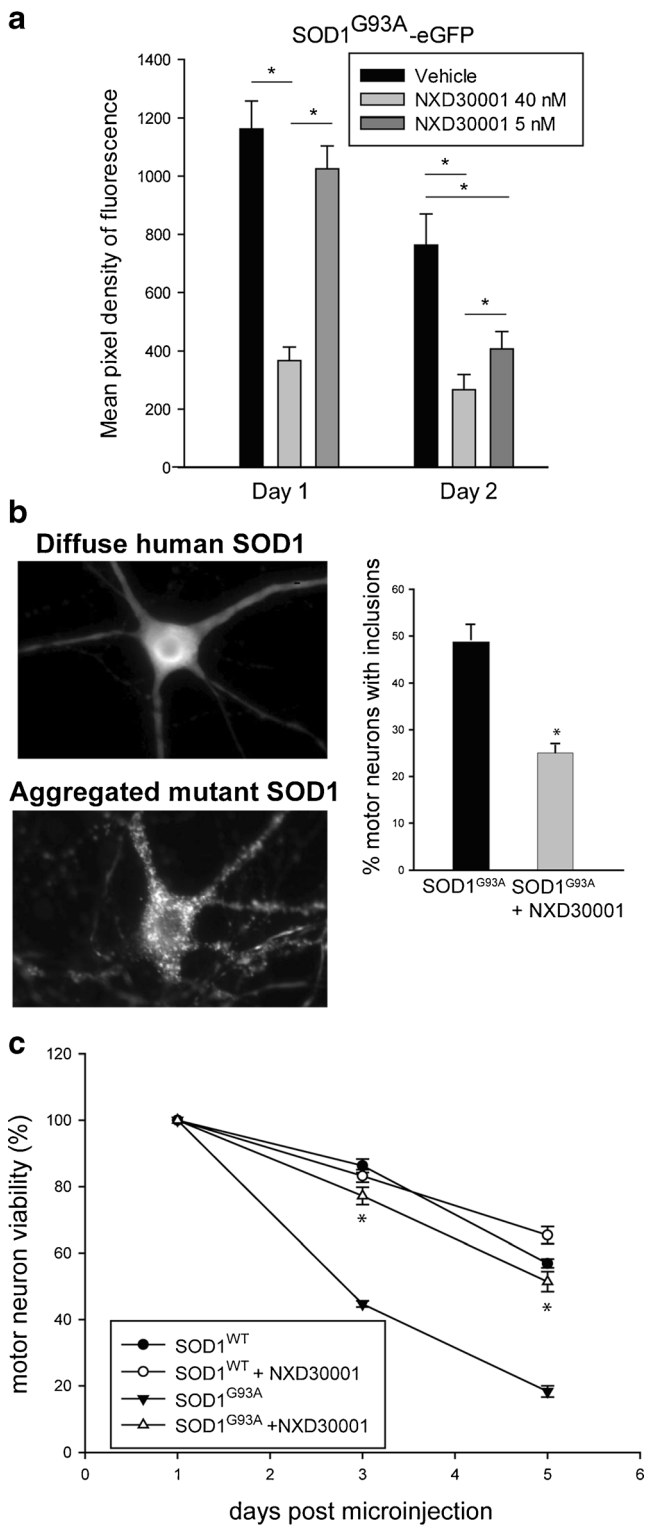 a
SOD1G93A-eGFP
Mean pixel density of fluorescence
1400
1200
1000
800
600
400
200
0
Vehicle
NXD30001 40 nM
NXD30001 5 nM
*
*
*
*
*
Day 1
Day 2
b
Diffuse human SOD1
Aggregated mutant SOD1
% motor neurons with inclusions
60
50
40
30
20
10
0
*
SOD1G93A
SOD1G93A
+ NXD30001
c
motor neuron viability (%)
120
100
80
60
40
20
0
*
*
SOD1WT
SOD1WT + NXD30001
SOD1G93A
SOD1G93A +NXD30001
0
1
2
3
4
5
6
days post microinjection